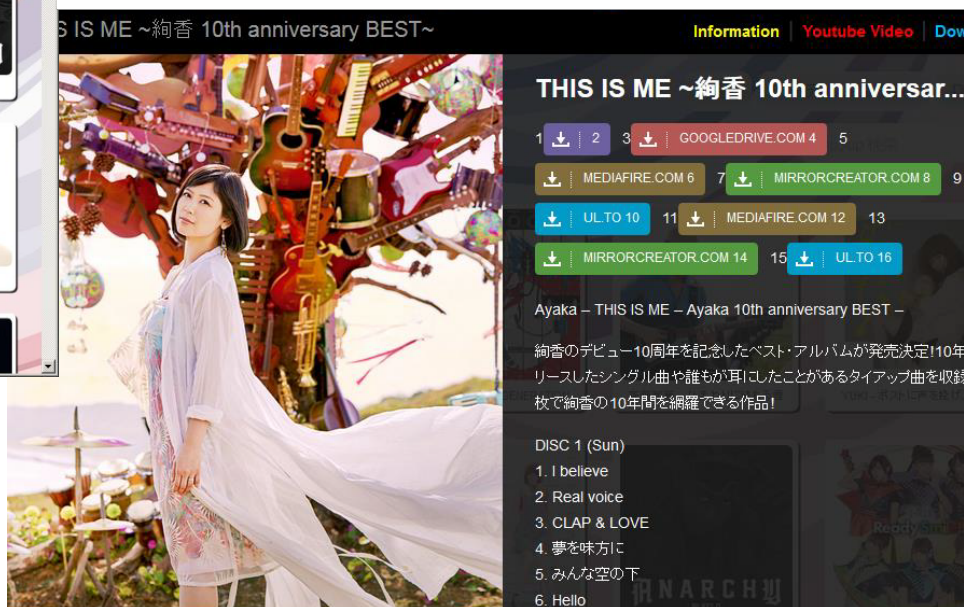 S IS ME ~絢香 10th anniversary BEST~
Information | Youtube Video | Dow
THIS IS ME ~絢香 10th anniversar...
1 2 3 GOOGLEDRIVE.COM 4 5
MEDIAFIRE.COM 6 7 MIRRORCREATOR.COM 8 9
UL.TO 10 11 MEDIAFIRE.COM 12 13
MIRRORCREATOR.COM 14 15 UL.TO 16
Ayaka – THIS IS ME – Ayaka 10th anniversary BEST –
絢香のデビュー10周年を記念したベスト・アルバムが発売決定!10年
リースしたシングル曲や誰もが耳にしたことがあるタイアップ曲を収録
枚で絢香の10年間を網羅できる作品!
DISC 1 (Sun)
1. I believe
2. Real voice
3. CLAP & LOVE
4. 夢を味方に
5. みんな空の下
6. Hello
ANARCHY